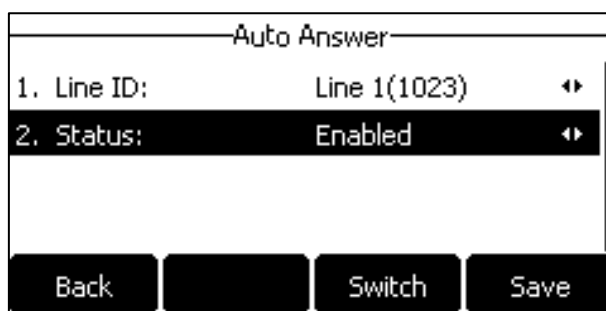 Auto Answer
1. Line ID: Line 1(1023)
2. Status: Enabled
Back Switch Save